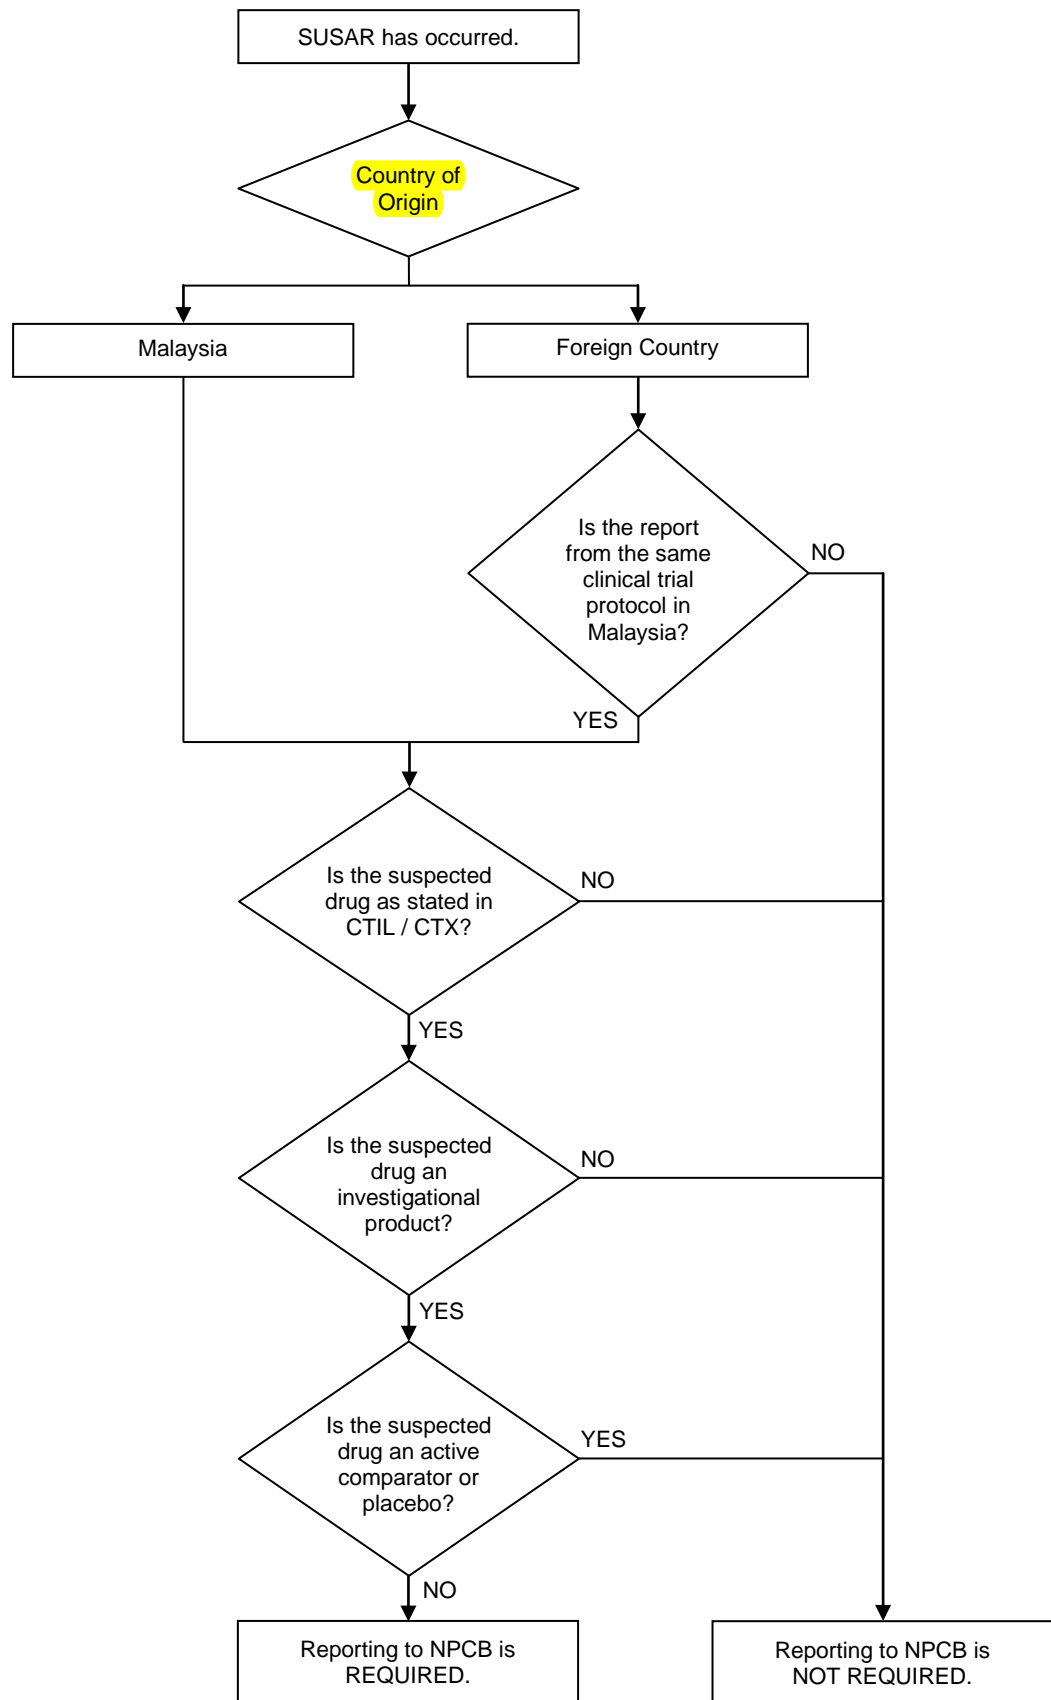 SUSAR has occurred.
Country of
Origin
Malaysia
Foreign Country
Is the report
from the same
clinical trial
protocol in
Malaysia?
NO
YES
Is the suspected
drug as stated in
CTIL / CTX?
NO
YES
Is the suspected
drug an
investigational
product?
NO
YES
Is the suspected
drug an active
comparator or
placebo?
YES
NO
Reporting to NPCB is
REQUIRED.
Reporting to NPCB is
NOT REQUIRED.